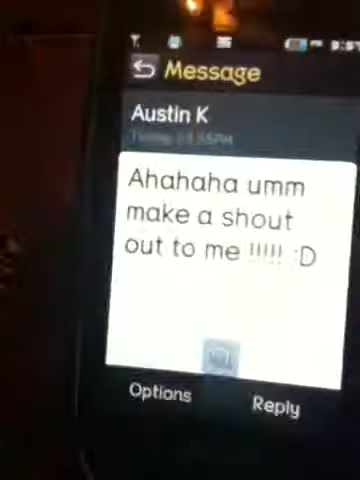 Message
Austin K
Ahahaha umm
make a shout
out to me !!!!! :D
Options
Reply